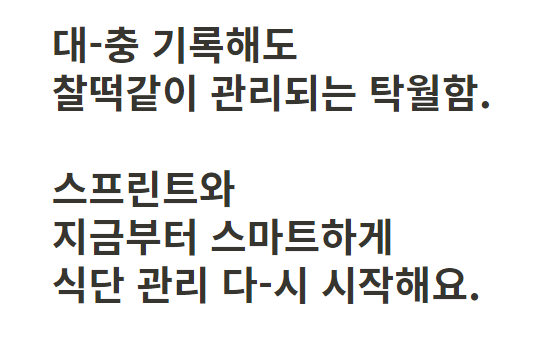 대-충 기록해도
찰떡같이 관리되는 탁월함.
스프린트와
지금부터 스마트하게
식단 관리 다-시 시작해요.